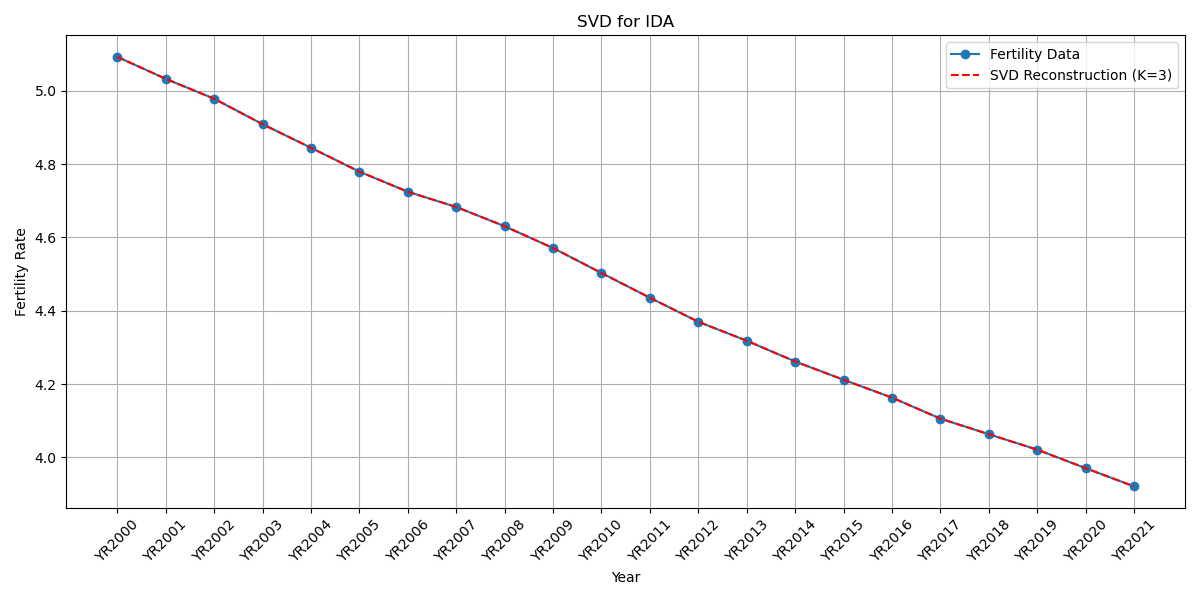 SVD for IDA
Fertility Data
SVD Reconstruction (K=3)
Fertility Rate
5.0
4.8
4.6
4.4
4.2
4.0
YR2000
YR2001
YR2002
YR2003
YR2004
YR2005
YR2006
YR2007
YR2008
YR2009
YR2010
YR2011
YR2012
YR2013
YR2014
YR2015
YR2016
YR2017
YR2018
YR2019
YR2020
YR2021
Year